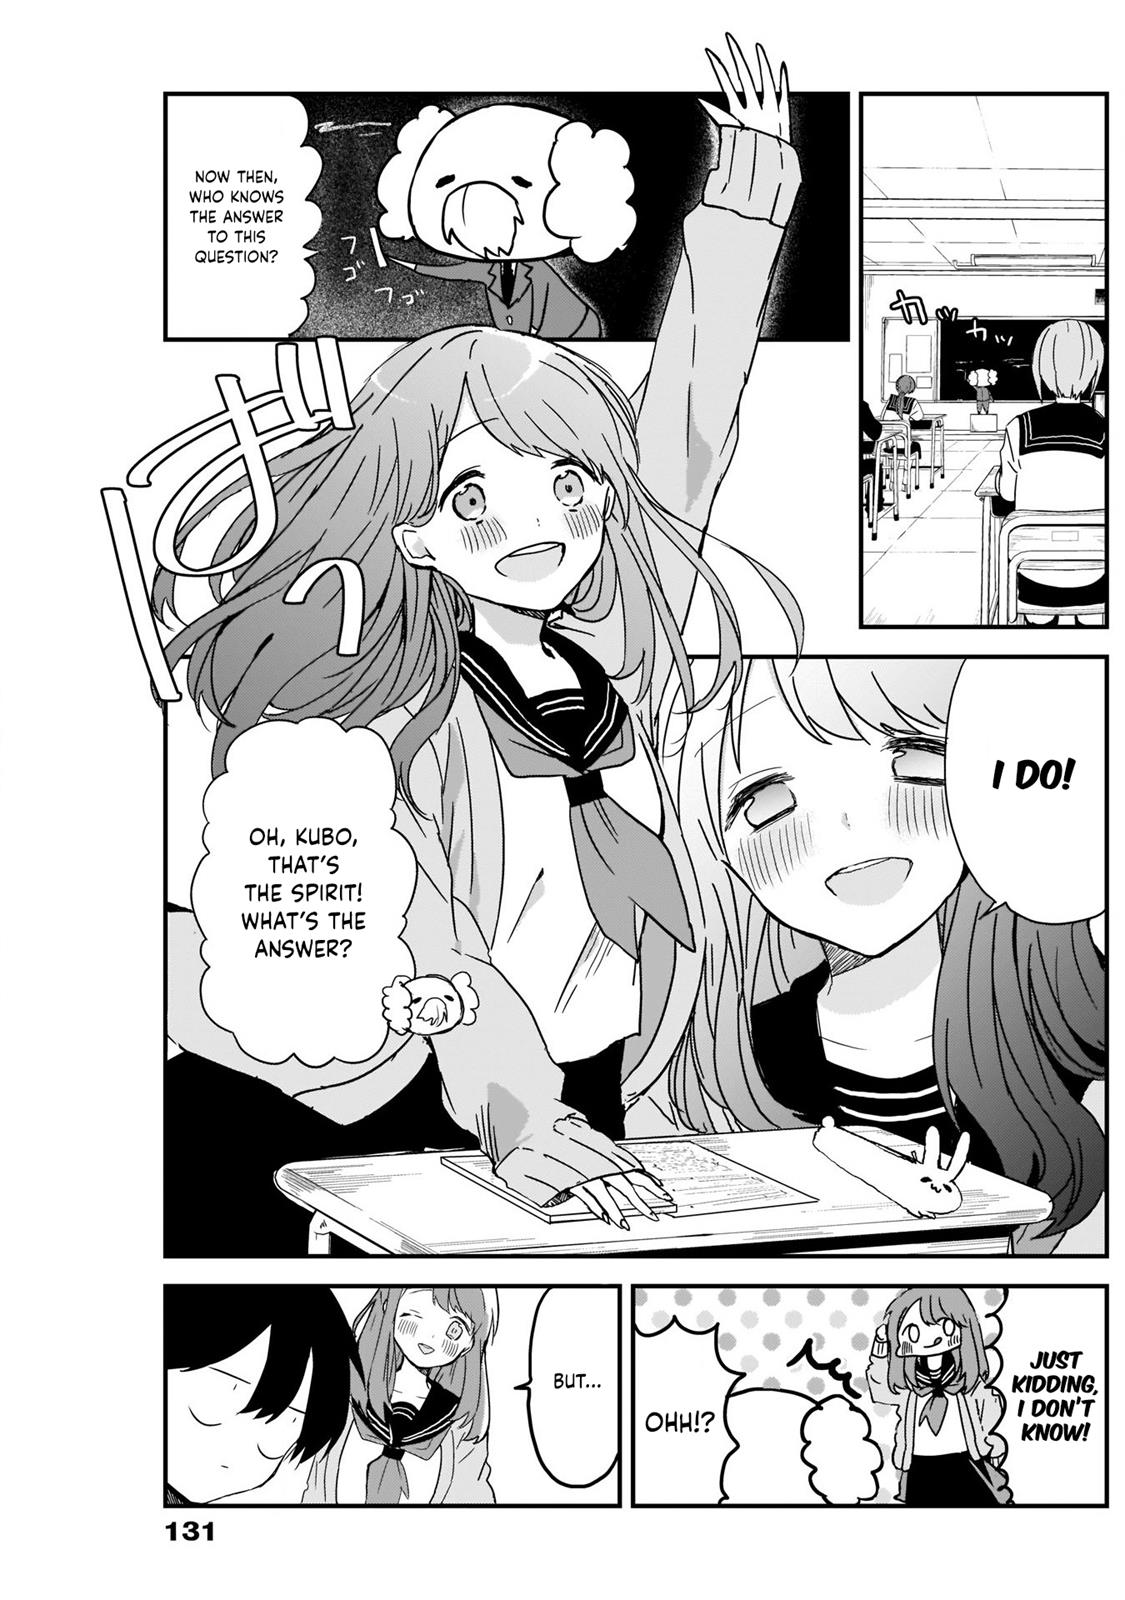 カッ
カッ
NOW THEN,
WHO KNOWS
THE ANSWER
TO THIS
QUESTION?
フゴ
フゴ
ばっ
I DO!
OH, KUBO,
THAT'S
THE SPIRIT!
WHAT'S THE
ANSWER?
JUST
KIDDING,
I DON'T
KNOW!
OHH!?
BUT...
131